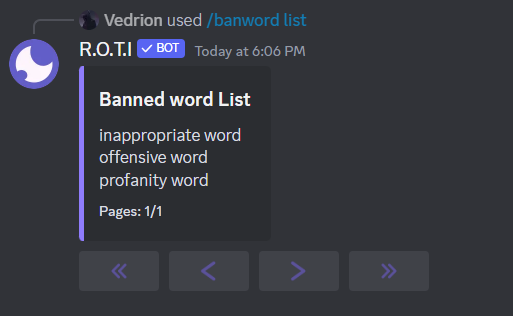 Vedrion used /banword list
R.O.T.I BOT Today at 6:06 PM
Banned word List
inappropriate word
offensive word
profanity word
Pages: 1/1